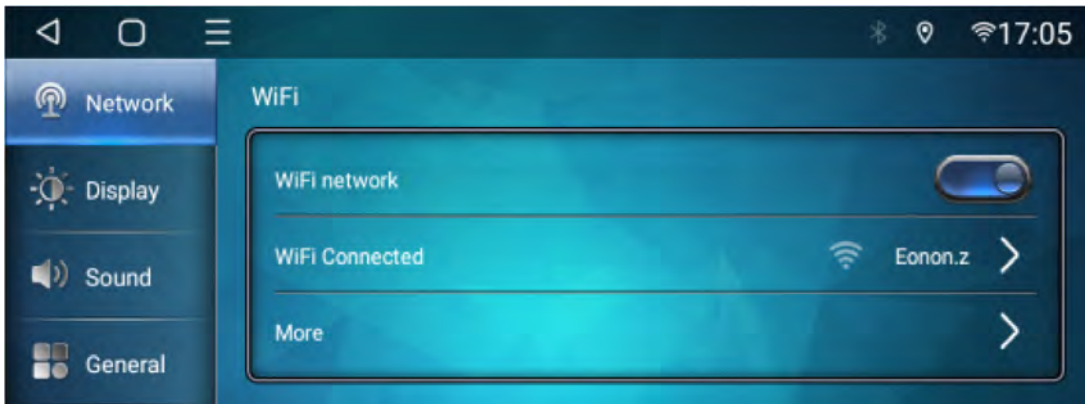 17:05
Network
WiFi
WiFi network
Display
WiFi Connected
Eonon.z
Sound
More
General